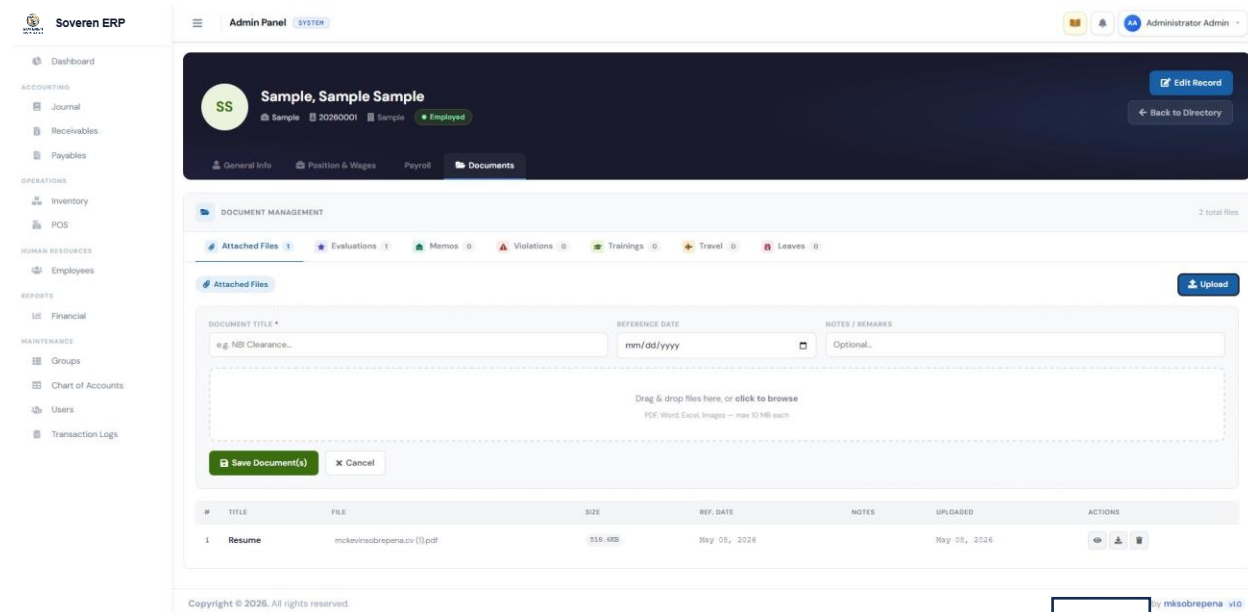 Soveren ERP
Admin Panel SYSTEM
AA Administrator Admin
Dashboard
ACCOUNTING
Journal
Receivables
Payables
OPERATIONS
Inventory
POS
HUMAN RESOURCES
Employees
REPORTS
Financial
MAINTENANCE
Groups
Chart of Accounts
Users
Transaction Logs
SS
Sample, Sample Sample
Sample 20260001 Sample Employed
Edit Record
Back to Directory
General Info Position & Wages Payroll Documents
DOCUMENT MANAGEMENT 2 total files
Attached Files 1 Evaluations 1 Memos 0 Violations 0 Trainings 0 Travel 0 Leaves 0
Attached Files Upload
DOCUMENT TITLE * REFERENCE DATE NOTES / REMARKS
e.g. NBI Clearance... mm/dd/yyyy Optional...
Drag & drop files here, or click to browse
PDF, Word, Excel, Images — max 10 MB each
Save Document(s) Cancel
# TITLE FILE SIZE REF. DATE NOTES UPLOADED ACTIONS
1 Resume mckevinsobrepena.cv (1).pdf May 08, 2026 May 08, 2026
Copyright © 2026. All rights reserved. by mksobrepena v1.0